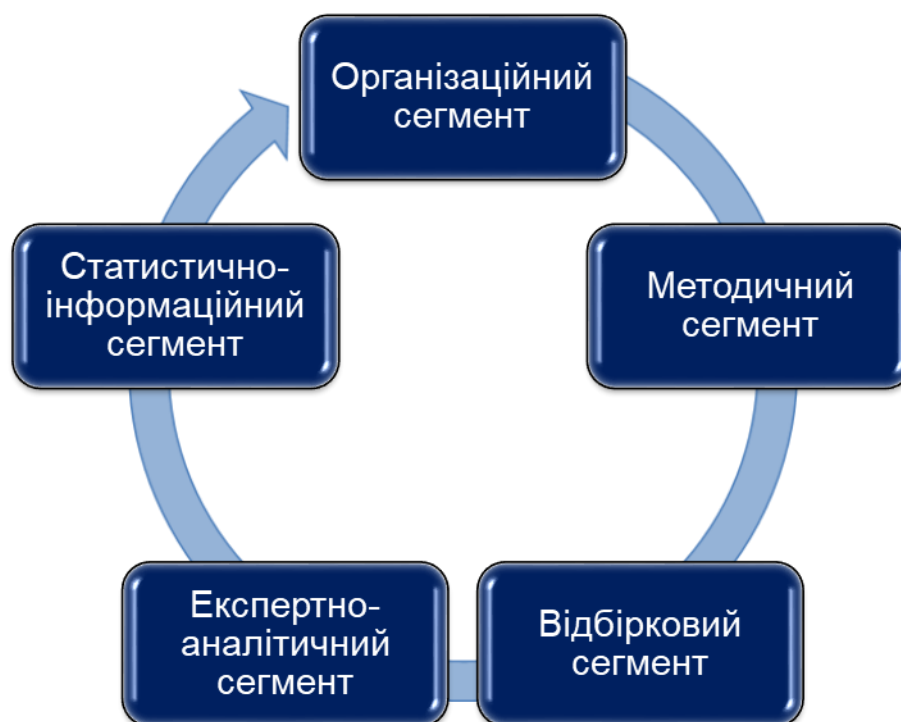 Організаційний
сегмент
Методичний
сегмент
Відбірковий
сегмент
Експертно-
аналітичний
сегмент
Статистично-
інформаційний
сегмент